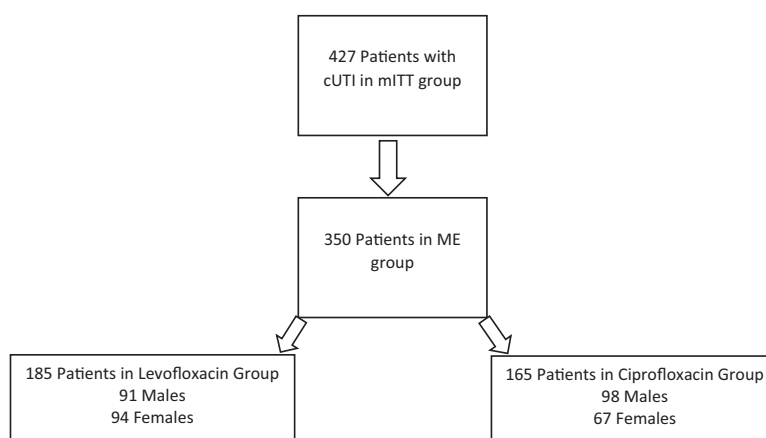 427 Patients with
cUTI in mITT group
350 Patients in ME
group
185 Patients in Levofloxacin Group
91 Males
94 Females
165 Patients in Ciprofloxacin Group
98 Males
67 Females